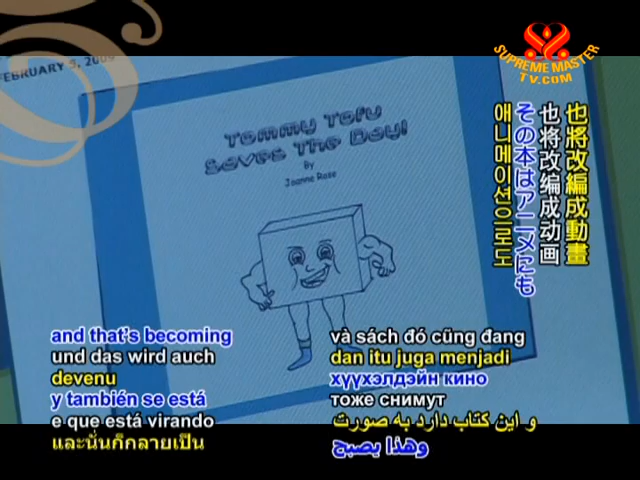 FEBRUARY 5, 2009
SUPREME MASTER
TV.COM
Tommy Tofu
Saves The Day!
By
Joanne Rose
也將改編成動畫
也将改编成动画
その本はアニメにも
애니메이션으로도
and that's becoming
und das wird auch
devenu
y también se está
e que está virando
และนั่นก็กลายเป็น
và sách đó cũng đang
dan itu juga menjadi
хүүхэлдэйн кино
тоже снимут
و این کتاب دارد به صورت
وهذا يصبح